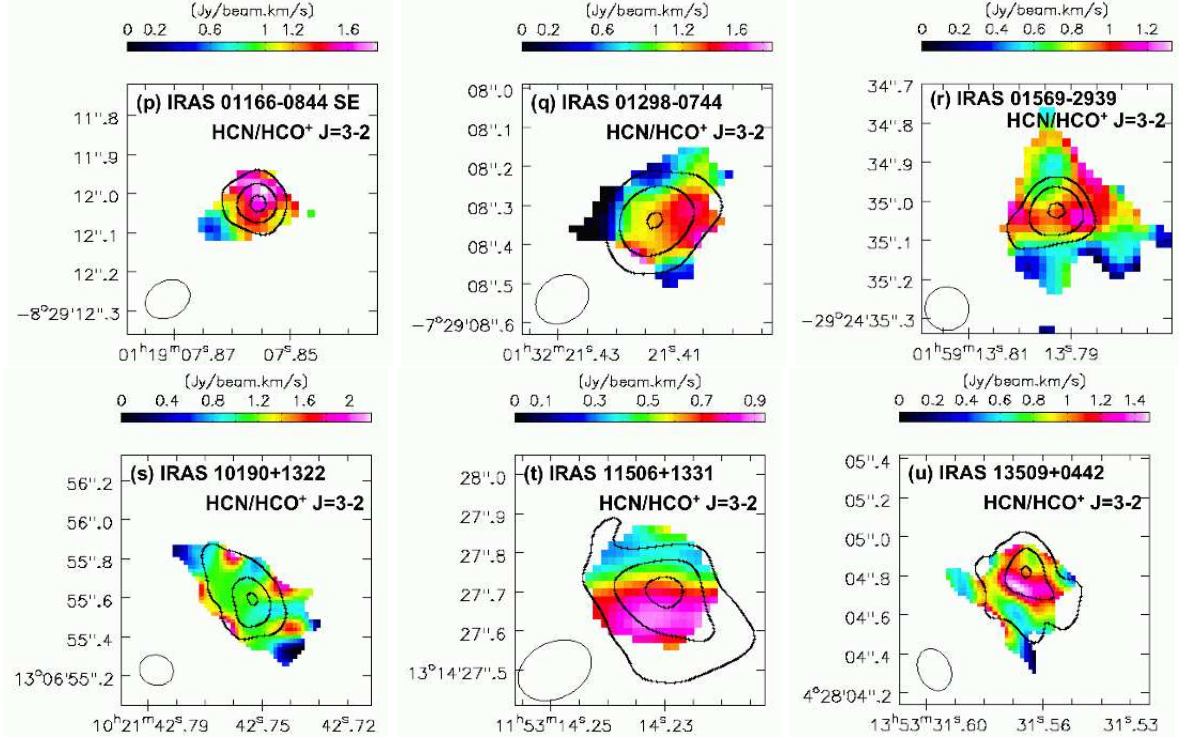 (Jy/beam.km/s)
0 0.2 0.6 1 1.6
(p) IRAS 01166-0844 SE
HCN/HCO⁺ J=3-2
11".8
11".9
12".0
12".1
12".2
−8°29'12".3
01ʰ19ᵐ07ˢ.87 07ˢ.85
(Jy/beam.km/s)
0 0.2 0.6 1 1.6
(q) IRAS 01298-0744
HCN/HCO⁺ J=3-2
08".0
08".1
08".2
08".3
08".4
08".5
−7°29'08".6
01ʰ32ᵐ21ˢ.43 21ˢ.41
(Jy/beam.km/s)
0 0.2 0.4 0.6 0.8 1 1.2
(r) IRAS 01569-2939
HCN/HCO⁺ J=3-2
34".7
34".8
34".9
35".0
35".1
35".2
−29°24'35".3
01ʰ59ᵐ13ˢ.81 13ˢ.79
(Jy/beam.km/s)
0 0.4 0.8 1.2 1.6 2
(s) IRAS 10190+1322
HCN/HCO⁺ J=3-2
56".2
56".0
55".8
55".6
55".4
13°06'55".2
10ʰ21ᵐ42ˢ.79 42ˢ.75 42ˢ.72
(Jy/beam.km/s)
0 0.1 0.3 0.5 0.7 0.9
(t) IRAS 11506+1331
HCN/HCO⁺ J=3-2
28".0
27".9
27".8
27".7
27".6
13°14'27".5
11ʰ53ᵐ14ˢ.25 14ˢ.23
(Jy/beam.km/s)
0 0.2 0.4 0.6 0.8 1 1.2 1.4
(u) IRAS 13509+0442
HCN/HCO⁺ J=3-2
05".4
05".2
05".0
04".8
04".6
04".4
4°28'04".2
13ʰ53ᵐ31ˢ.60 31ˢ.56 31ˢ.53